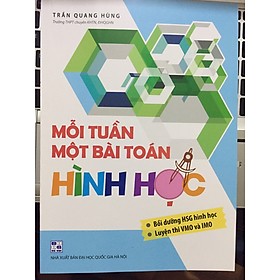 TRẦN QUANG HÙNG
Trường THPT chuyên KHTN, ĐHQGHN
MỖI TUẦN
MỘT BÀI TOÁN
HÌNH HỌC
Bồi dưỡng HSG hình học
Luyện thi VMO và IMO
NHÀ XUẤT BẢN ĐẠI HỌC QUỐC GIA HÀ NỘI